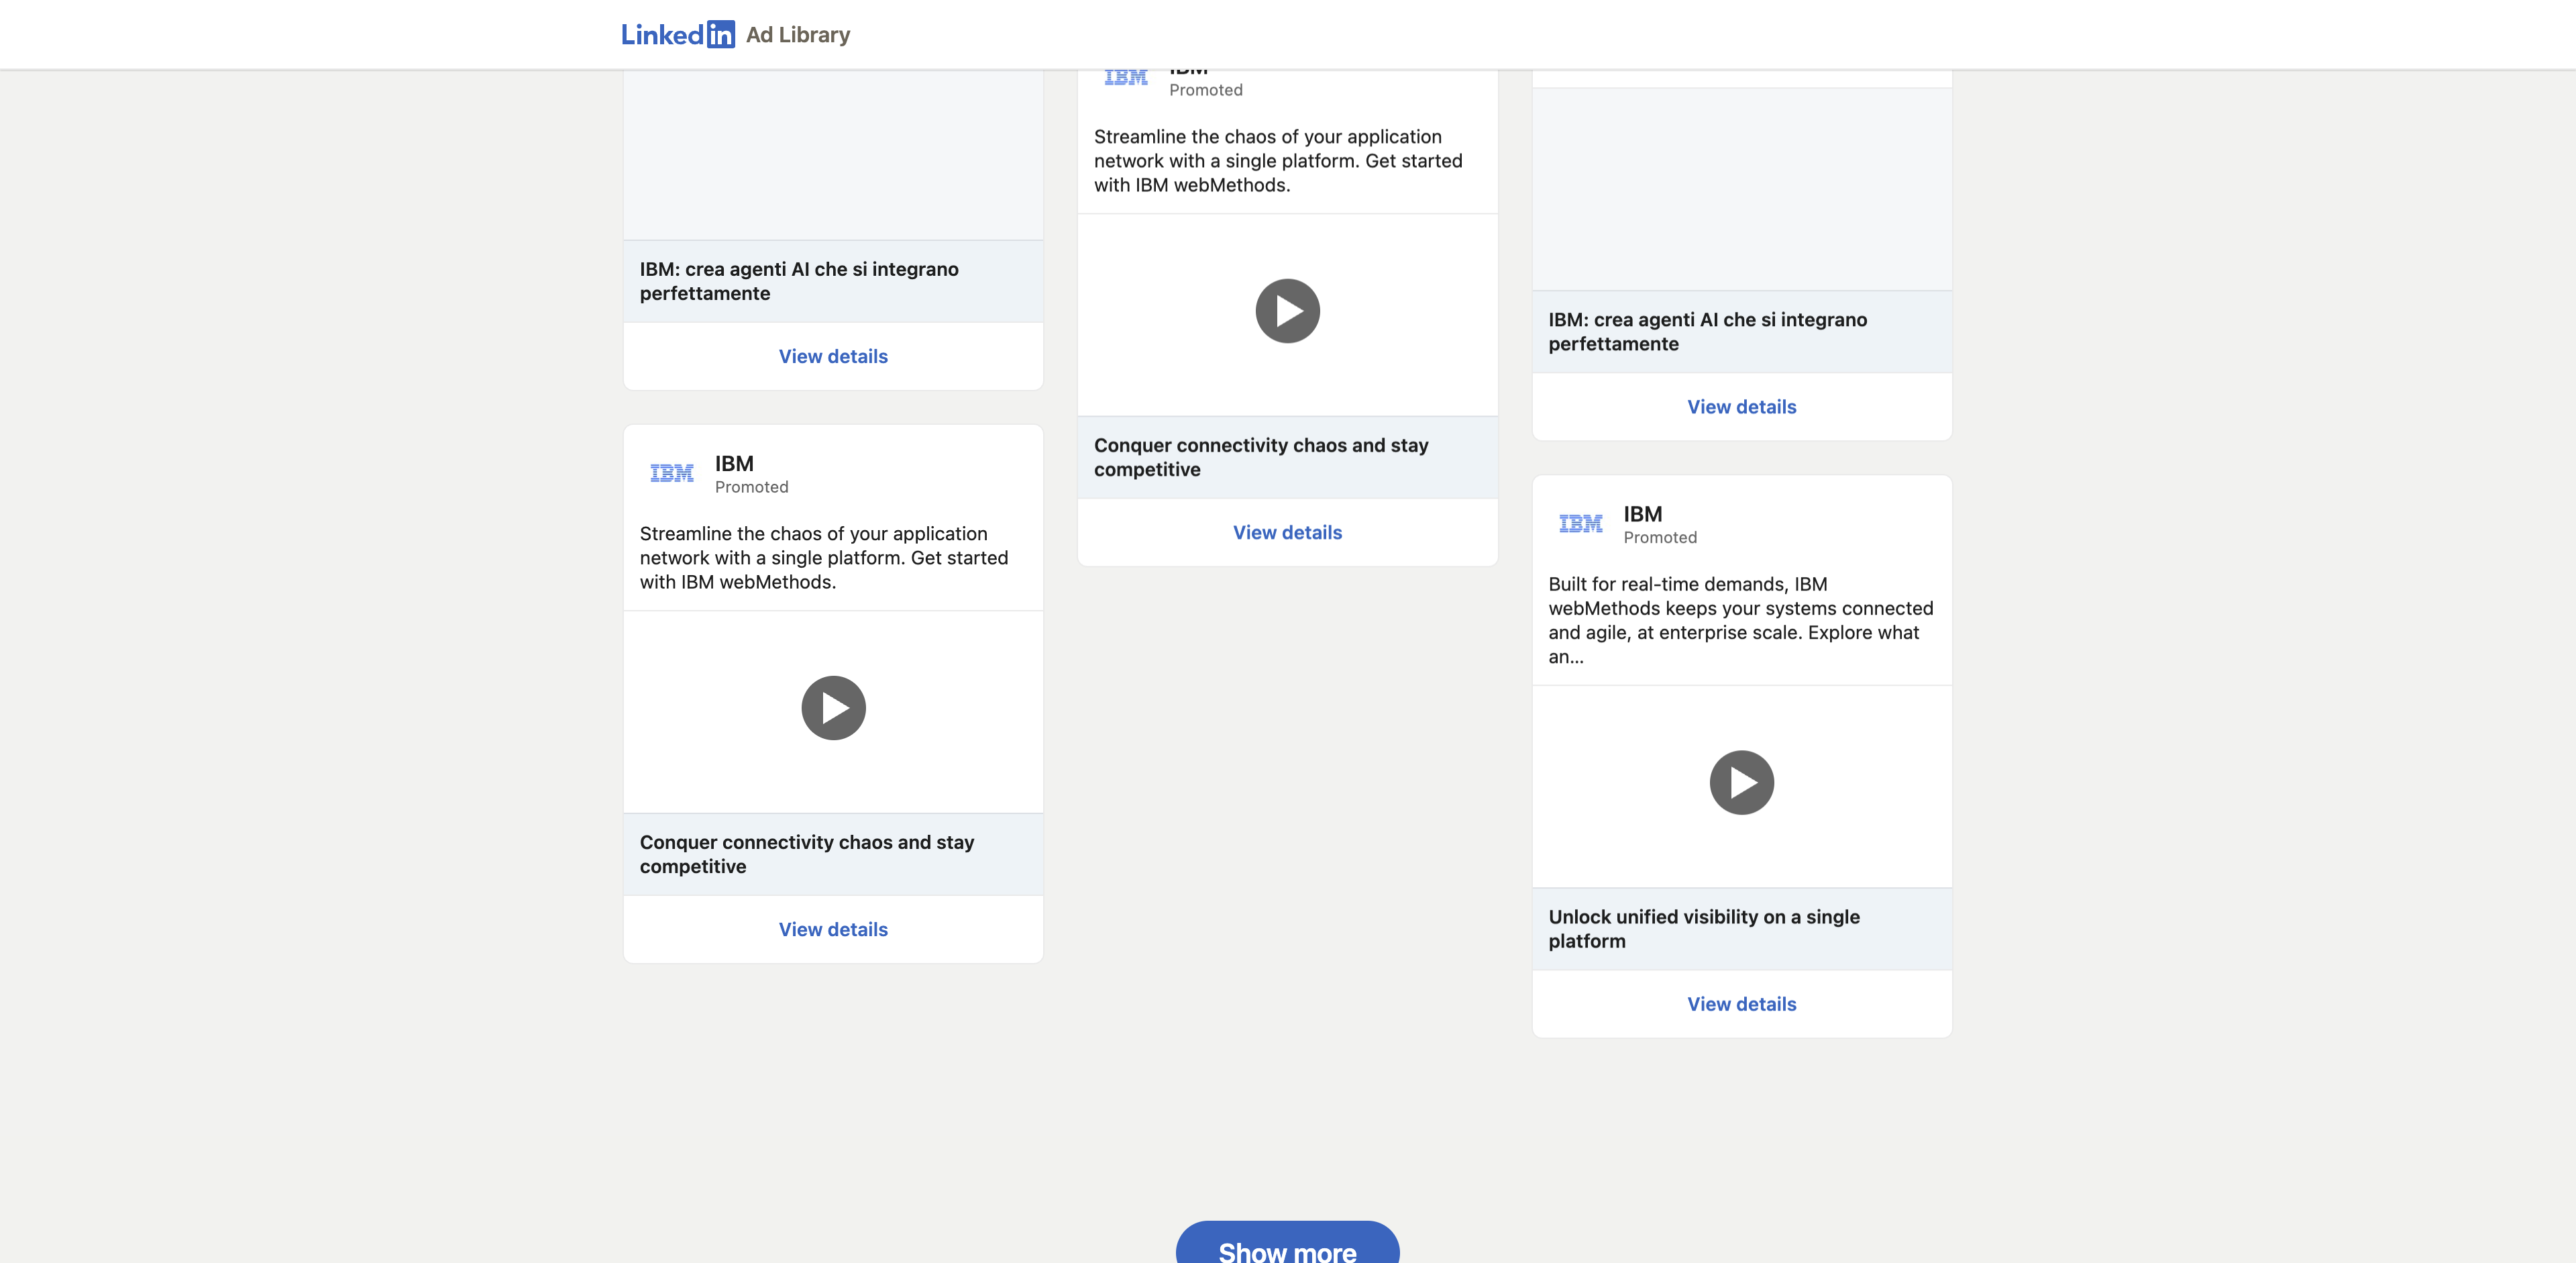 LinkedIn Ad Library
IBM: crea agenti AI che si integrano
perfettamente
View details
IBM
IBM
Promoted
Streamline the chaos of your application
network with a single platform. Get started
with IBM webMethods.
Conquer connectivity chaos and stay
competitive
View details
IBM
IBM
Promoted
Streamline the chaos of your application
network with a single platform. Get started
with IBM webMethods.
Conquer connectivity chaos and stay
competitive
View details
IBM: crea agenti AI che si integrano
perfettamente
View details
IBM
IBM
Promoted
Built for real-time demands, IBM
webMethods keeps your systems connected
and agile, at enterprise scale. Explore what
an...
Unlock unified visibility on a single
platform
View details
Show more